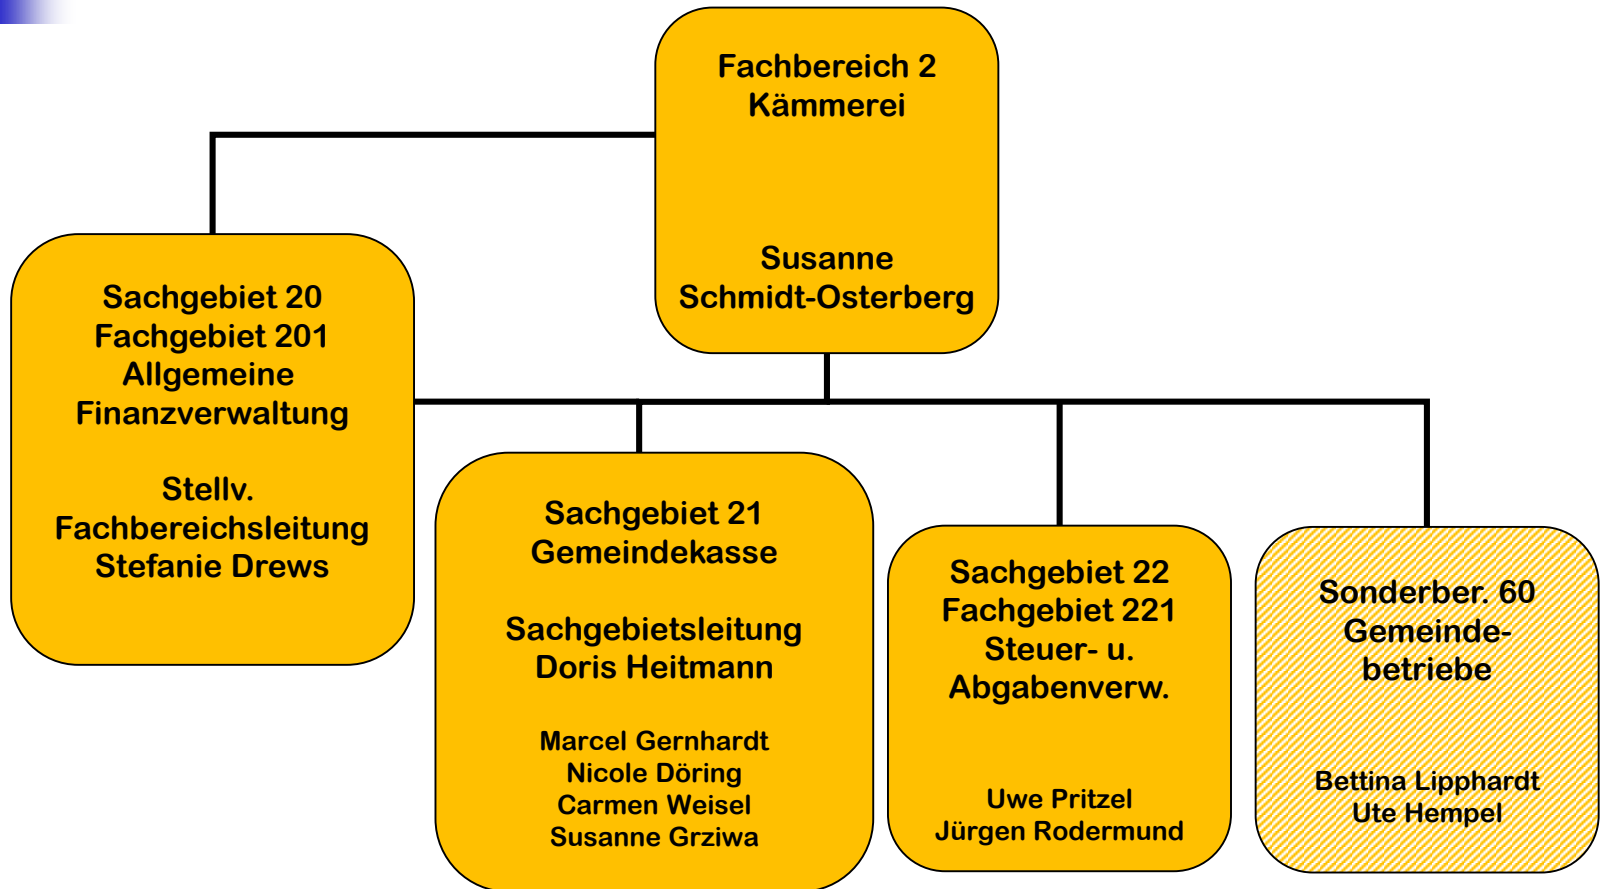 Fachbereich 2
Kämmerei
Susanne
Schmidt-Osterberg
Sachgebiet 20
Fachgebiet 201
Allgemeine
Finanzverwaltung
Stellv.
Fachbereichsleitung
Stefanie Drews
Sachgebiet 21
Gemeindekasse
Sachgebietsleitung
Doris Heitmann
Marcel Gernhardt
Nicole Döring
Carmen Weisel
Susanne Grziwa
Sachgebiet 22
Fachgebiet 221
Steuer- u.
Abgabenverw.
Uwe Pritzel
Jürgen Rodermund
Sonderber. 60
Gemeinde-
betriebe
Bettina Lipphardt
Ute Hempel